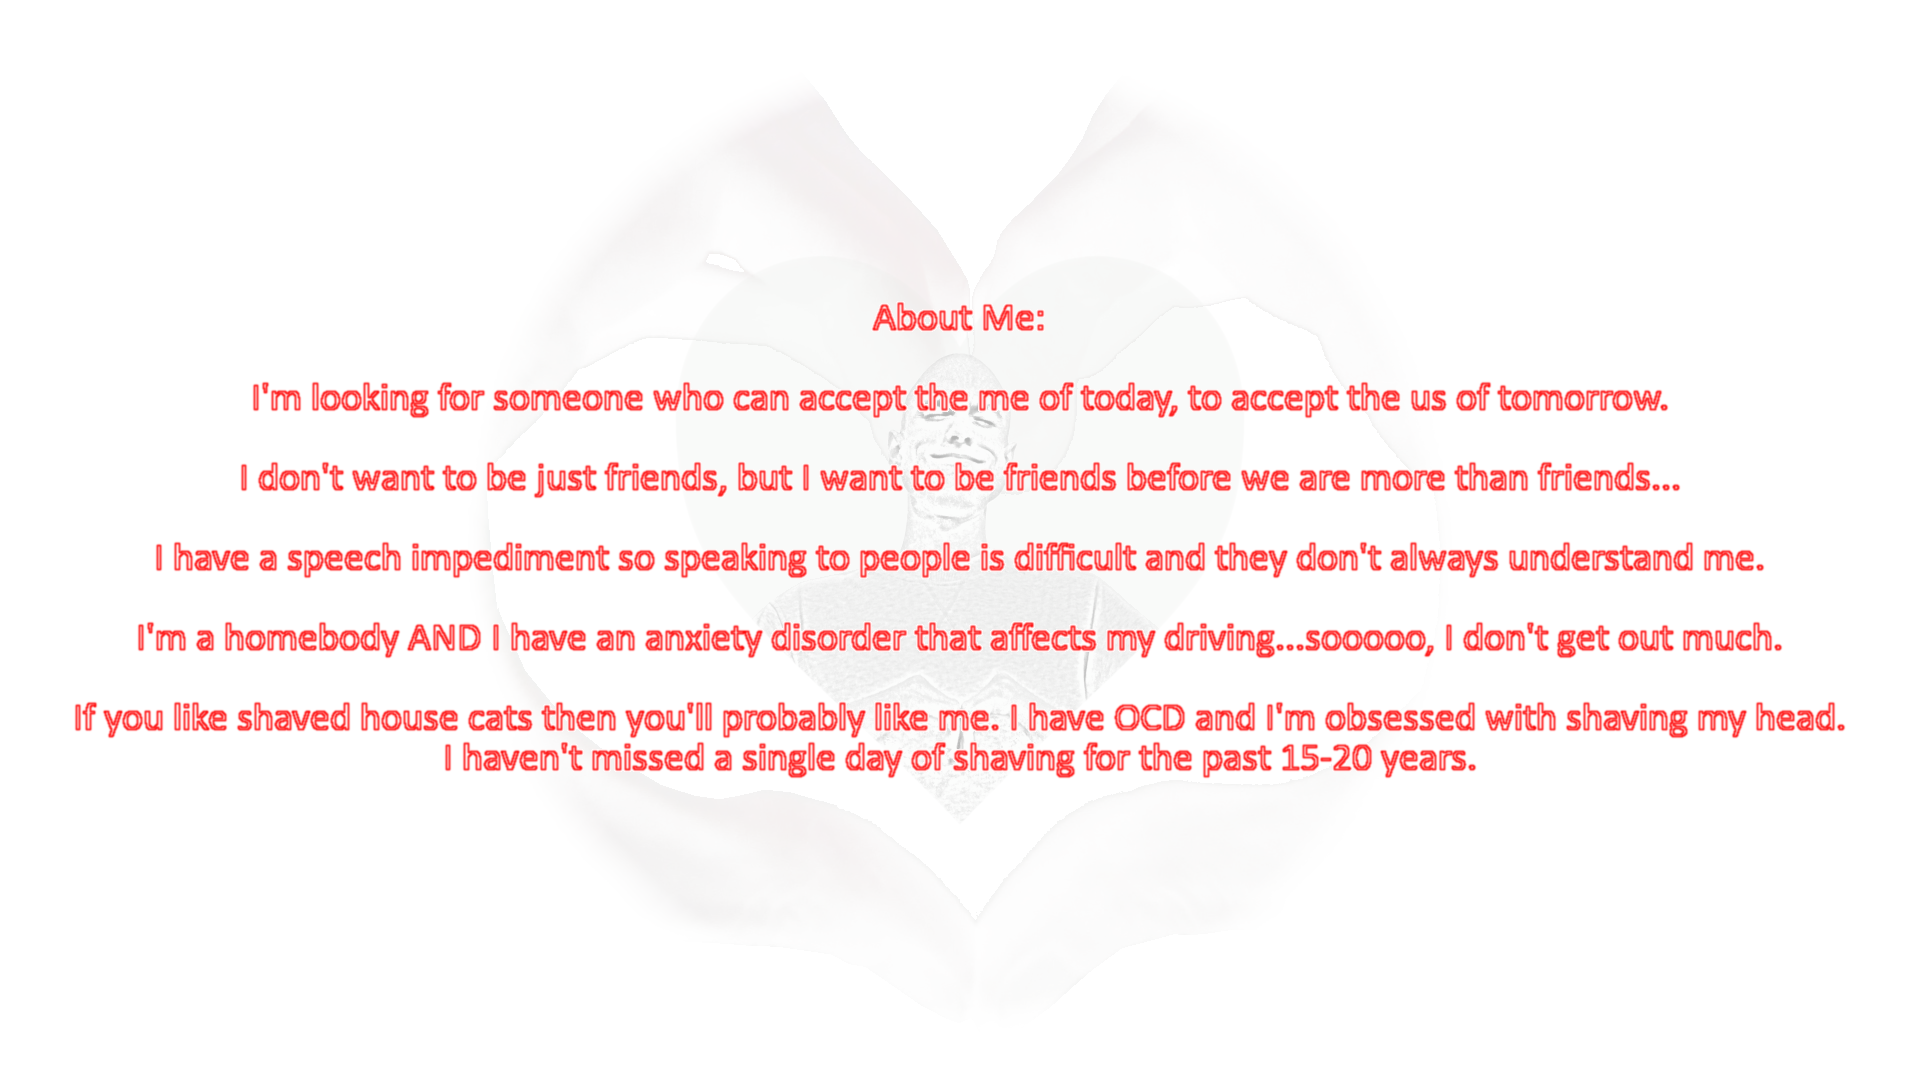 About Me:
I'm looking for someone who can accept the me of today, to accept the us of tomorrow.
I don't want to be just friends, but I want to be friends before we are more than friends...
I have a speech impediment so speaking to people is difficult and they don't always understand me.
I'm a homebody AND I have an anxiety disorder that affects my driving...sooooo, I don't get out much.
If you like shaved house cats then you'll probably like me. I have OCD and I'm obsessed with shaving my head.
I haven't missed a single day of shaving for the past 15-20 years.